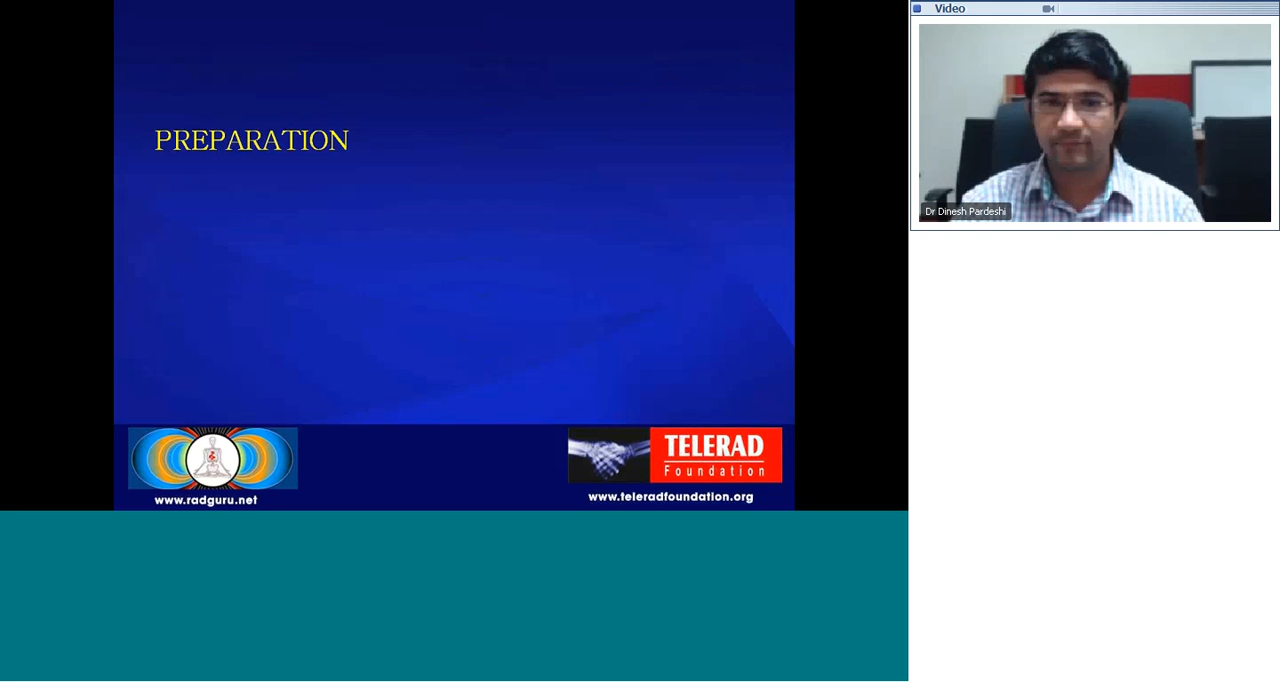 PREPARATION
www.radguru.net
TELERAD
Foundation
www.teleradfoundation.org
Video
Dr Dinesh Pardeshi